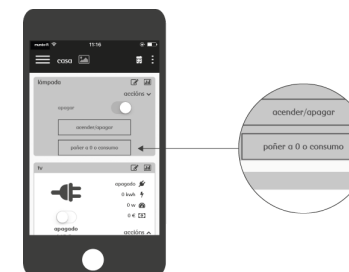 11:16
casa
lámpada
accións
apagar
acender/apagar
poñer a 0 o consumo
tv
apagado
0 kwh
0 w
0 €
apagado
accións
acender/apagar
poñer a 0 o consumo